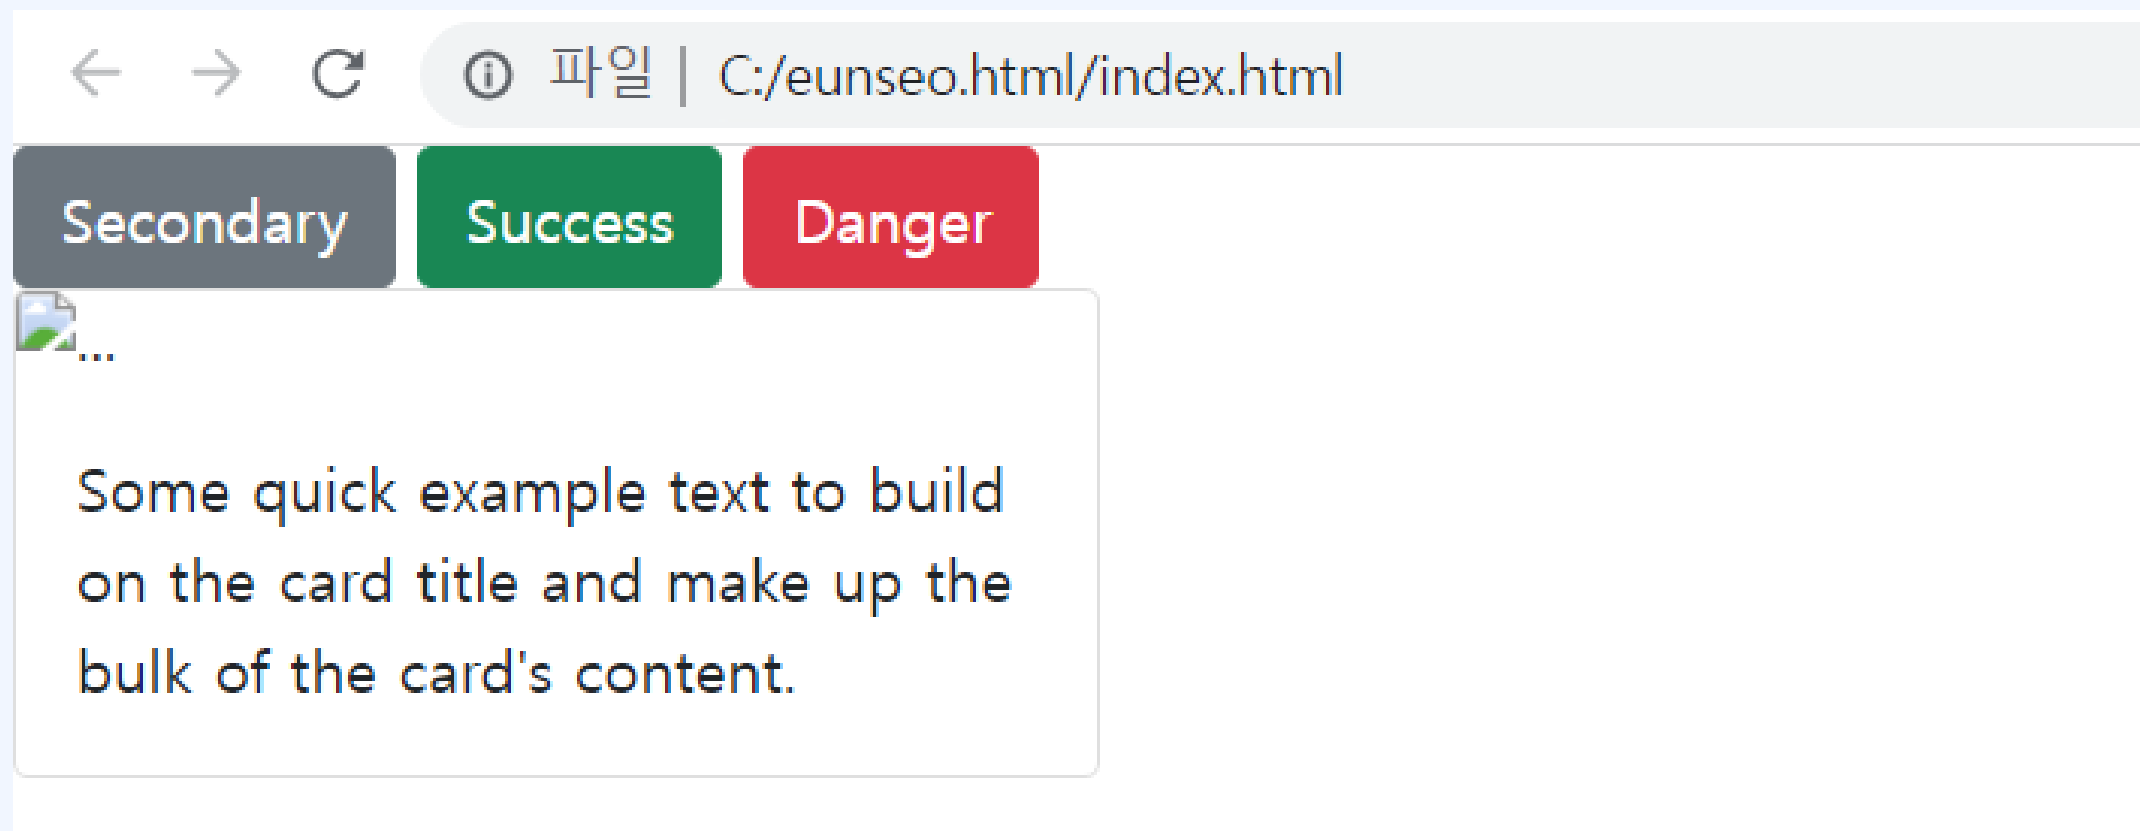 파일 | C:/eunseo.html/index.html
Secondary Success Danger
...
Some quick example text to build
on the card title and make up the
bulk of the card's content.